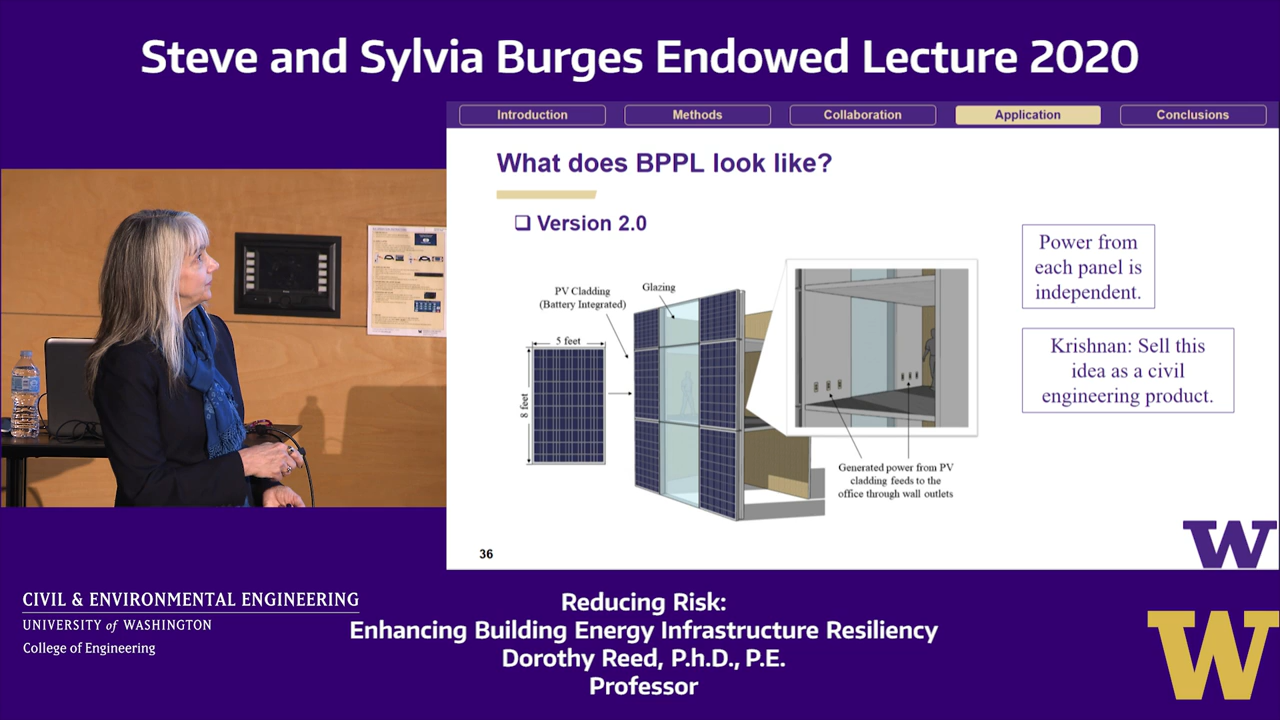 Steve and Sylvia Burges Endowed Lecture 2020
Introduction
Methods
Collaboration
Application
Conclusions
What does BPPL look like?
Version 2.0
Power from
each panel is
independent.
Krishnan: Sell this
idea as a civil
engineering product.
PV Cladding
(Battery Integrated)
Glazing
5 feet
8 feet
Generated power from PV
cladding feeds to the
office through wall outlets
36
W
CIVIL & ENVIRONMENTAL ENGINEERING
UNIVERSITY of WASHINGTON
College of Engineering
Reducing Risk:
Enhancing Building Energy Infrastructure Resiliency
Dorothy Reed, P.h.D., P.E.
Professor
W